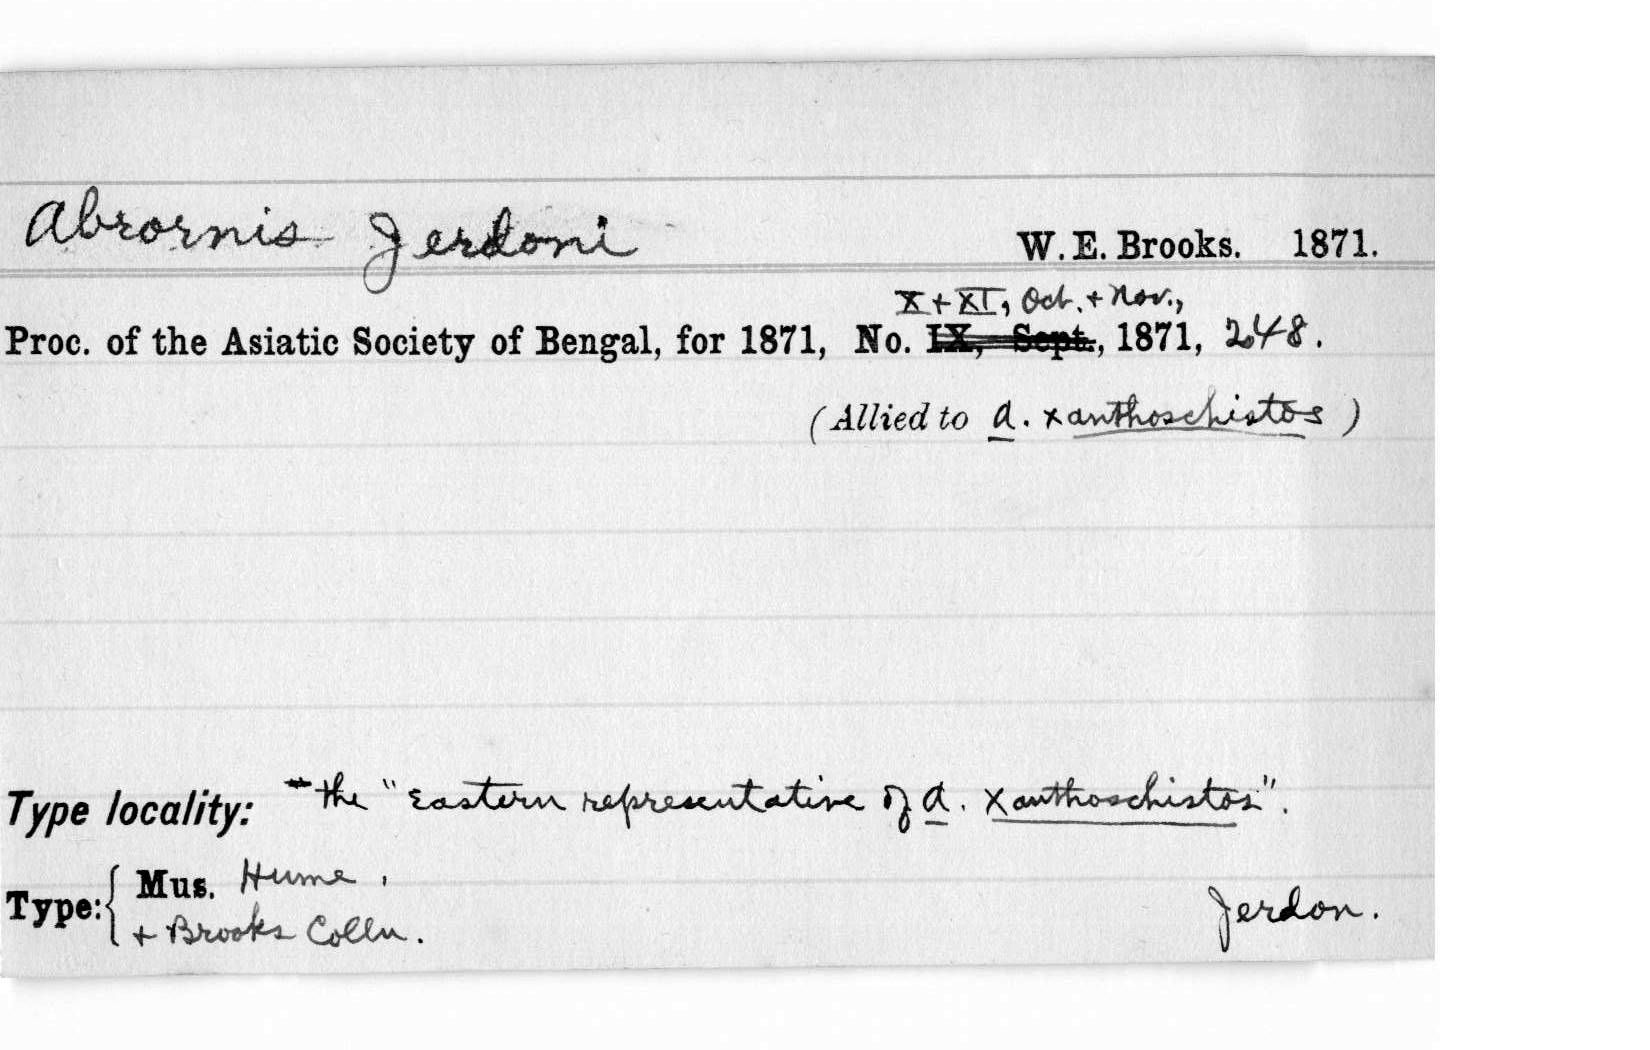 Abrornis Jerdoni W. E. Brooks. 1871.
X + XI, Oct. + Nov.,
Proc. of the Asiatic Society of Bengal, for 1871, No. IX, Sept., 1871, 248.
(Allied to A. xanthoschistos)
Type locality: the "Eastern representative of A. xanthoschistos".
Type: { Mus. Hume,
+ Brooks Colln.
Jerdon.